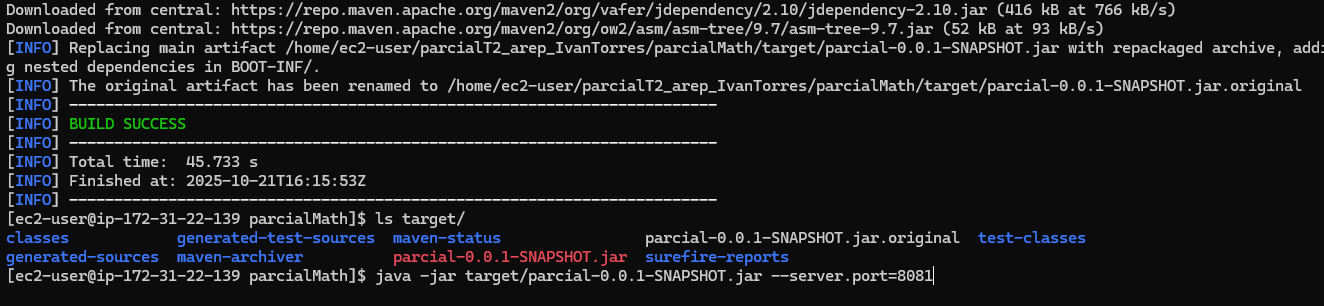 Downloaded from central: https://repo.maven.apache.org/maven2/org/vafer/jdependency/2.10/jdependency-2.10.jar (416 kB at 766 kB/s)
Downloaded from central: https://repo.maven.apache.org/maven2/org/ow2/asm/asm-tree/9.7/asm-tree-9.7.jar (52 kB at 93 kB/s)
[INFO] Replacing main artifact /home/ec2-user/parcialT2_arep_IvanTorres/parcialMath/target/parcial-0.0.1-SNAPSHOT.jar with repackaged archive, addi
g nested dependencies in BOOT-INF/.
[INFO] The original artifact has been renamed to /home/ec2-user/parcialT2_arep_IvanTorres/parcialMath/target/parcial-0.0.1-SNAPSHOT.jar.original
[INFO] ------------------------------------------------------------------------
[INFO] BUILD SUCCESS
[INFO] ------------------------------------------------------------------------
[INFO] Total time:  45.733 s
[INFO] Finished at: 2025-10-21T16:15:53Z
[INFO] ------------------------------------------------------------------------
[ec2-user@ip-172-31-22-139 parcialMath]$ ls target/
classes            generated-test-sources  maven-status                parcial-0.0.1-SNAPSHOT.jar.original  test-classes
generated-sources  maven-archiver          parcial-0.0.1-SNAPSHOT.jar  surefire-reports
[ec2-user@ip-172-31-22-139 parcialMath]$ java -jar target/parcial-0.0.1-SNAPSHOT.jar --server.port=8081